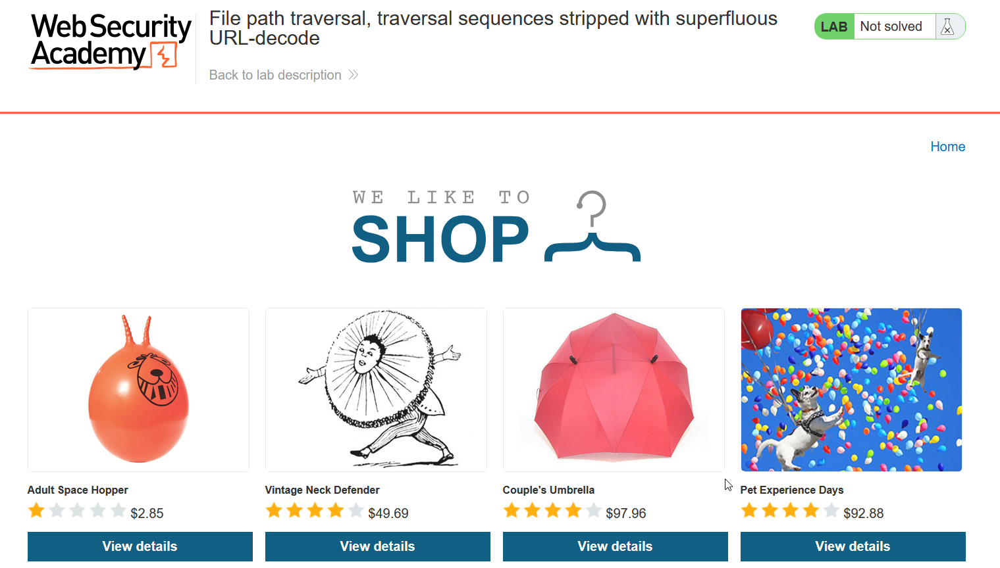 Web Security
Academy
File path traversal, traversal sequences stripped with superfluous
URL-decode
Back to lab description
LAB Not solved
Home
WE LIKE TO
SHOP
Adult Space Hopper
$2.85
View details
Vintage Neck Defender
$49.69
View details
Couple's Umbrella
$97.96
View details
Pet Experience Days
$92.88
View details